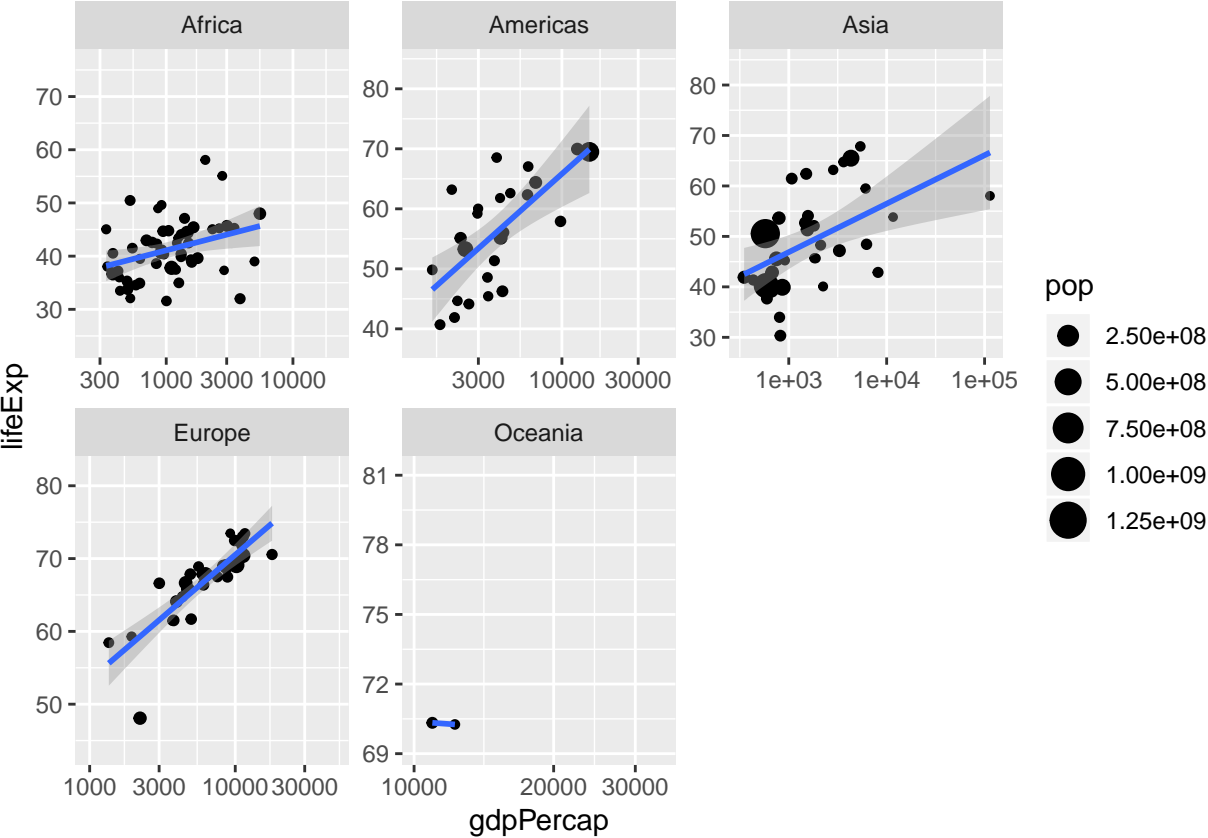 Africa
Americas
Asia
70
60
50
40
30
80
70
60
50
40
80
70
60
50
40
30
300 1000 3000 10000
3000 10000 30000
1e+03 1e+04 1e+05
lifeExp
Europe
Oceania
80
70
60
50
81
78
75
72
69
1000 3000 10000 30000
10000 20000 30000
gdpPercap
pop
2.50e+08
5.00e+08
7.50e+08
1.00e+09
1.25e+09